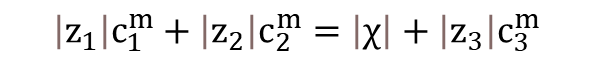 |z₁|c₁ᵐ + |z₂|c₂ᵐ = |χ| + |z₃|c₃ᵐ